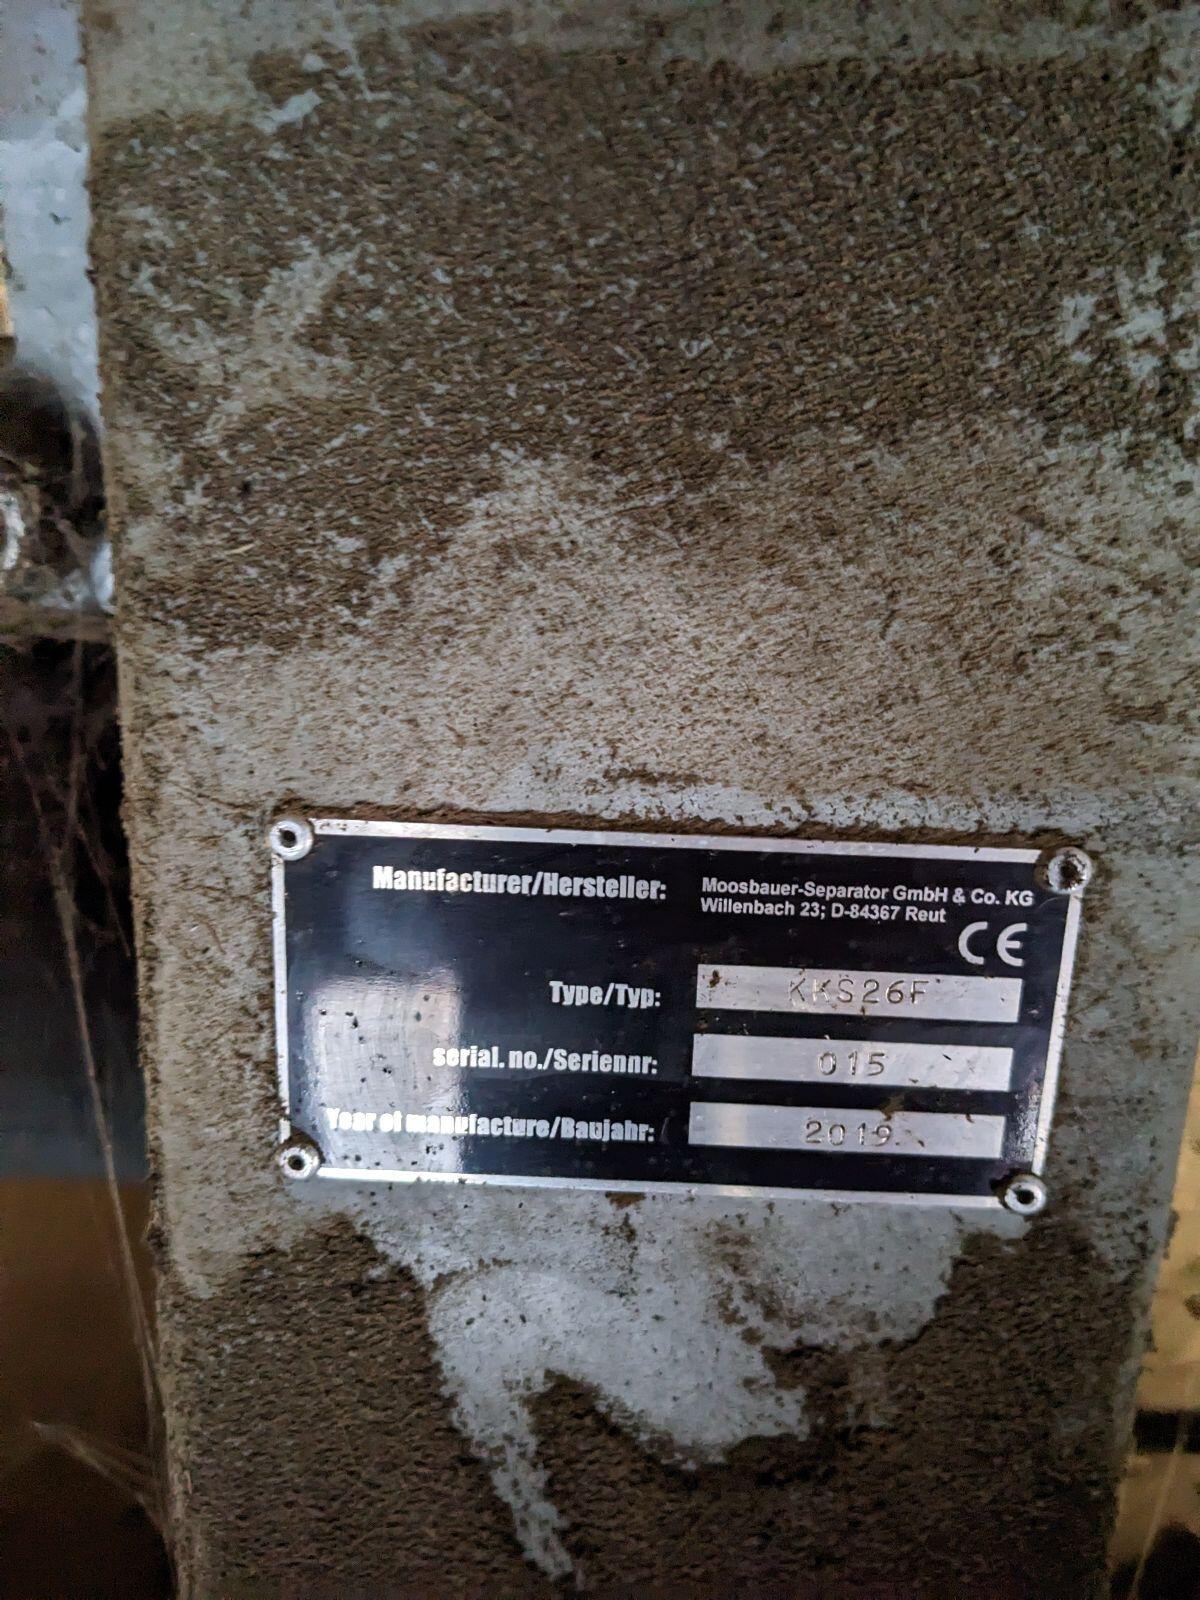 Manufacturer/Hersteller: Moosbauer-Separator GmbH & Co. KG
Willenbach 23; D-84367 Reut
CE
Type/Typ: KKS26F
serial. no./Seriennr: 015
Year of manufacture/Baujahr: 2019